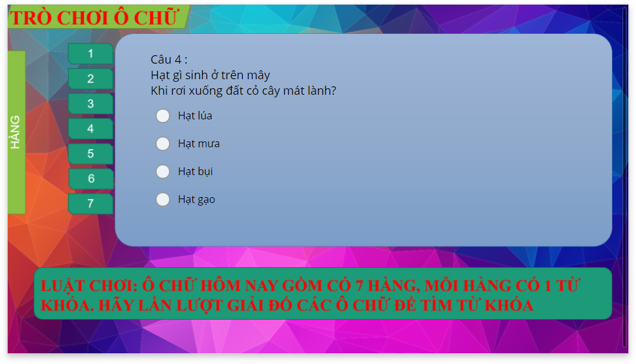 TRÒ CHƠI Ô CHỮ
HÀNG
1
2
3
4
5
6
7
Câu 4 :
Hạt gì sinh ở trên mây
Khi rơi xuống đất cỏ cây mát lành?
Hạt lúa
Hạt mưa
Hạt bụi
Hạt gạo
LUẬT CHƠI: Ô CHỮ HÔM NAY GỒM CÓ 7 HÀNG, MỖI HÀNG CÓ 1 TỪ
KHÓA. HÃY LẦN LƯỢT GIẢI ĐỐ CÁC Ô CHỮ ĐỂ TÌM TỪ KHÓA